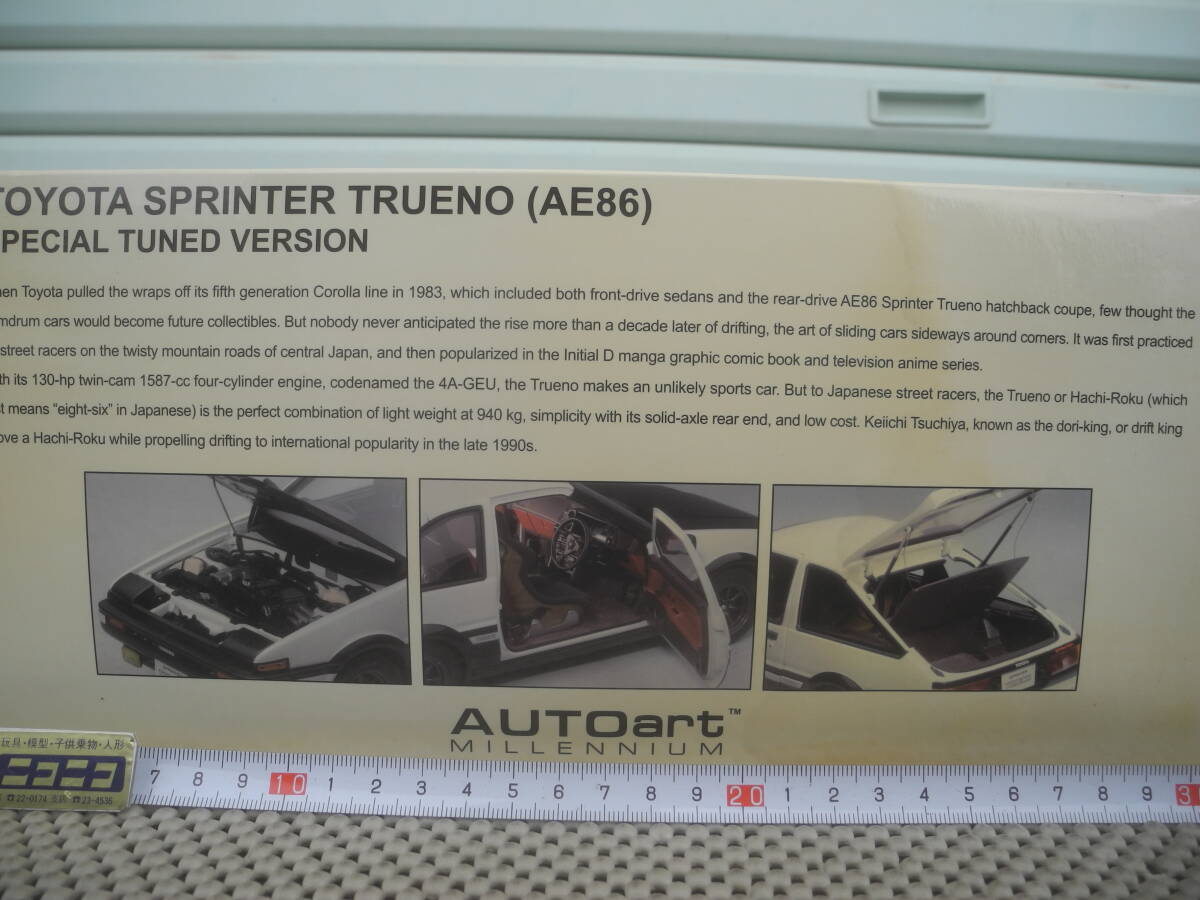 TOYOTA SPRINTER TRUENO (AE86)
SPECIAL TUNED VERSION
hen Toyota pulled the wraps off its fifth generation Corolla line in 1983, which included both front-drive sedans and the rear-drive AE86 Sprinter Trueno hatchback coupe, few thought the
mdrum cars would become future collectibles. But nobody never anticipated the rise more than a decade later of drifting, the art of sliding cars sideways around corners. It was first practiced
street racers on the twisty mountain roads of central Japan, and then popularized in the Initial D manga graphic comic book and television anime series.
th its 130-hp twin-cam 1587-cc four-cylinder engine, codenamed the 4A-GEU, the Trueno makes an unlikely sports car. But to Japanese street racers, the Trueno or Hachi-Roku (which
st means "eight-six" in Japanese) is the perfect combination of light weight at 940 kg, simplicity with its solid-axle rear end, and low cost. Keiichi Tsuchiya, known as the dori-king, or drift king
ove a Hachi-Roku while propelling drifting to international popularity in the late 1990s.
AUTOart™
MILLENNIUM
玩具・模型・子供乗物・人形
ニョニコ
☎22-0174 ☎23-4536
7 8 9 10 1 2 3 4 5 6 7 8 9 20 1 2 3 4 5 6 7 8 9 30